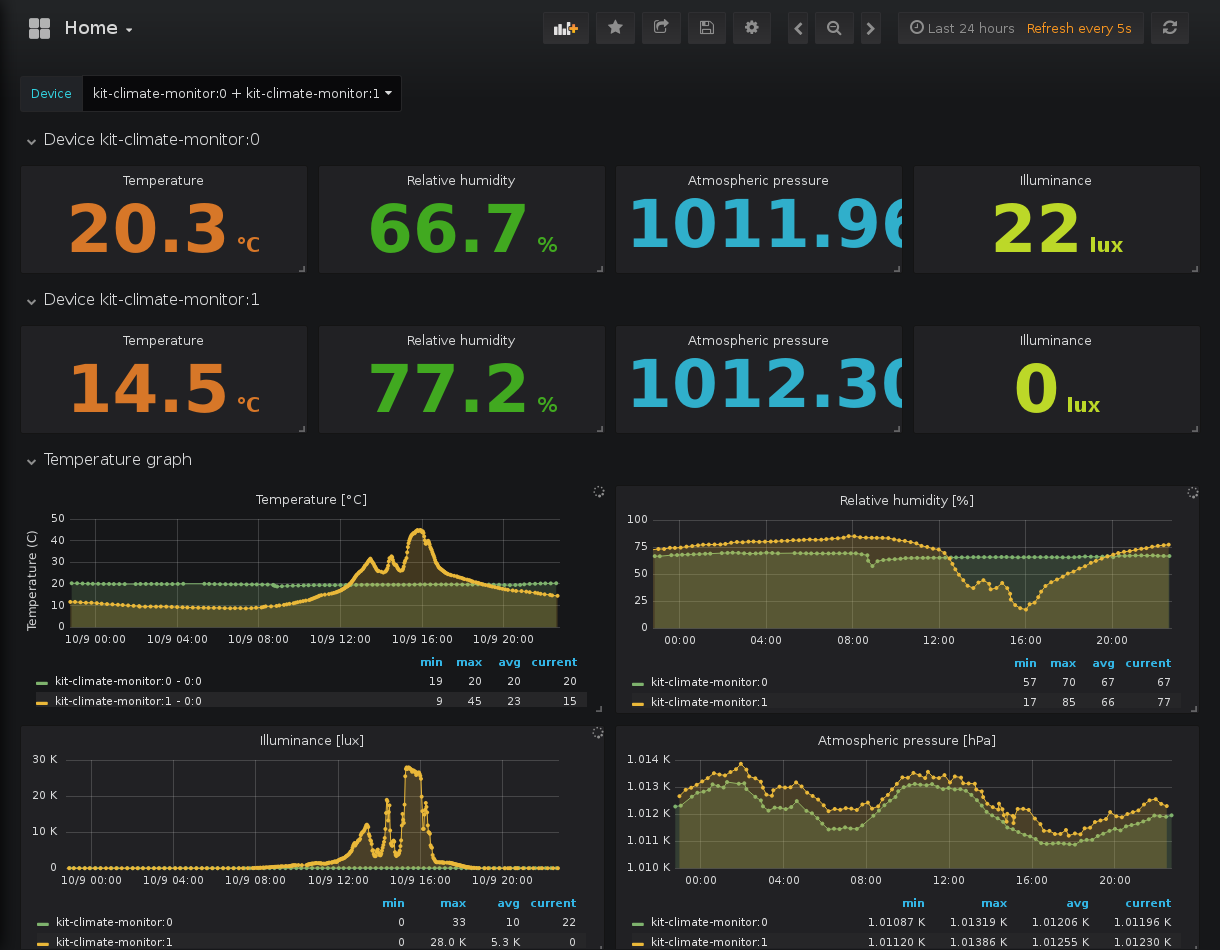 Home
Last 24 hours Refresh every 5s
Device kit-climate-monitor:0 + kit-climate-monitor:1
Device kit-climate-monitor:0
Temperature Relative humidity Atmospheric pressure Illuminance
20.3 °C 66.7 % 1011.96 22 lux
Device kit-climate-monitor:1
Temperature Relative humidity Atmospheric pressure Illuminance
14.5 °C 77.2 % 1012.30 0 lux
Temperature graph
Temperature [°C]
Temperature (C)
50
40
30
20
10
0
10/9 00:00 10/9 04:00 10/9 08:00 10/9 12:00 10/9 16:00 10/9 20:00
min max avg current
kit-climate-monitor:0 - 0:0 19 20 20 20
kit-climate-monitor:1 - 0:0 9 45 23 15
Relative humidity [%]
100
75
50
25
0
00:00 04:00 08:00 12:00 16:00 20:00
min max avg current
kit-climate-monitor:0 57 70 67 67
kit-climate-monitor:1 17 85 66 77
Illuminance [lux]
30 K
20 K
10 K
0
10/9 00:00 10/9 04:00 10/9 08:00 10/9 12:00 10/9 16:00 10/9 20:00
min max avg current
kit-climate-monitor:0 0 33 10 22
kit-climate-monitor:1 0 28.0 K 5.3 K 0
Atmospheric pressure [hPa]
1.014 K
1.013 K
1.012 K
1.011 K
1.010 K
00:00 04:00 08:00 12:00 16:00 20:00
min max avg current
kit-climate-monitor:0 1.01087 K 1.01319 K 1.01206 K 1.01196 K
kit-climate-monitor:1 1.01120 K 1.01386 K 1.01255 K 1.01230 K